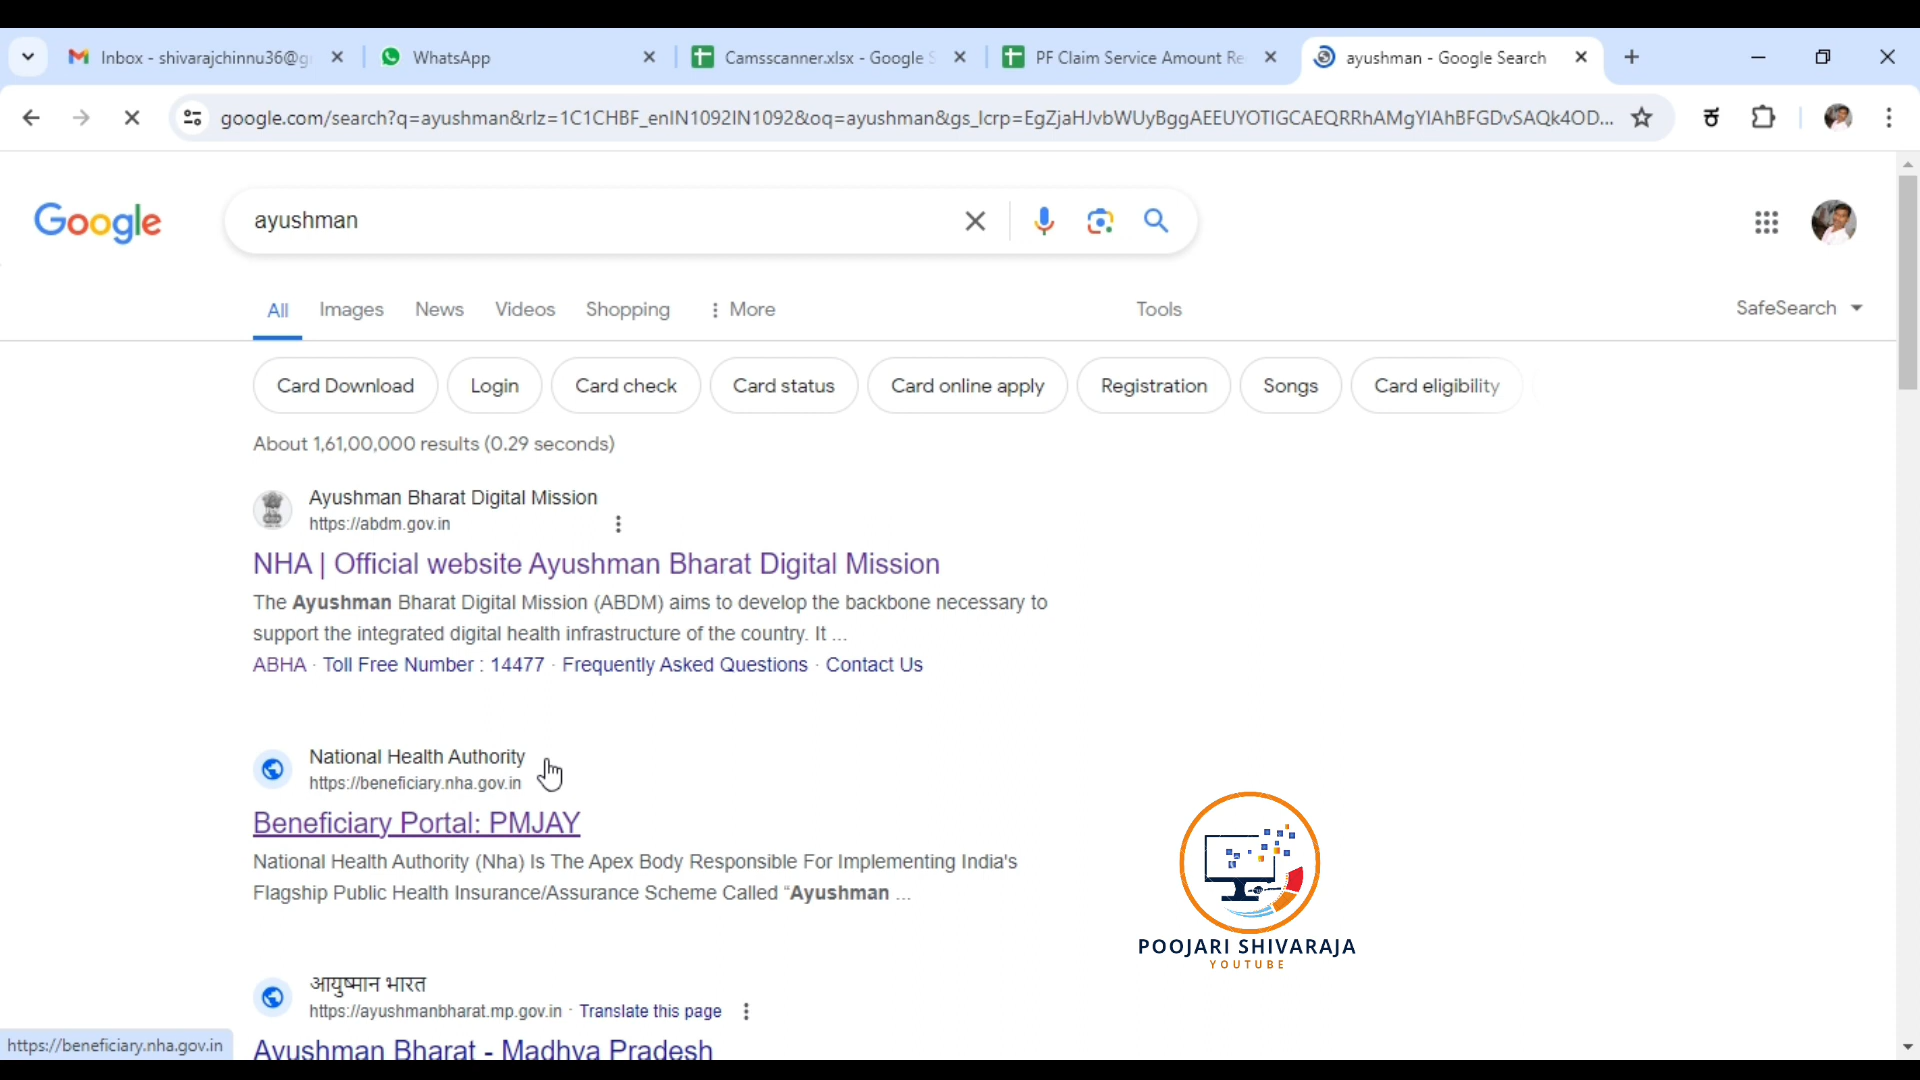 Inbox - shivarajchinnu36@g
WhatsApp
Camsscanner.xlsx - Google S
PF Claim Service Amount Re
ayushman - Google Search
google.com/search?q=ayushman&rlz=1C1CHBF_enIN1092IN1092&oq=ayushman&gs_lcrp=EgZjaHJvbWUyBggAEEUYOTIGCAEQRRhAMgYIAhBFGDvSAQk4OD...
ಕ
Google
ayushman
All Images News Videos Shopping More Tools SafeSearch
Card Download Login Card check Card status Card online apply Registration Songs Card eligibility
About 1,61,00,000 results (0.29 seconds)
Ayushman Bharat Digital Mission
https://abdm.gov.in
NHA | Official website Ayushman Bharat Digital Mission
The Ayushman Bharat Digital Mission (ABDM) aims to develop the backbone necessary to
support the integrated digital health infrastructure of the country. It ...
ABHA · Toll Free Number : 14477 · Frequently Asked Questions · Contact Us
National Health Authority
https://beneficiary.nha.gov.in
Beneficiary Portal: PMJAY
National Health Authority (Nha) Is The Apex Body Responsible For Implementing India's
Flagship Public Health Insurance/Assurance Scheme Called “Ayushman ...
POOJARI SHIVARAJA
YOUTUBE
आयुष्मान भारत
https://ayushmanbharat.mp.gov.in · Translate this page
Ayushman Bharat - Madhya Pradesh
https://beneficiary.nha.gov.in